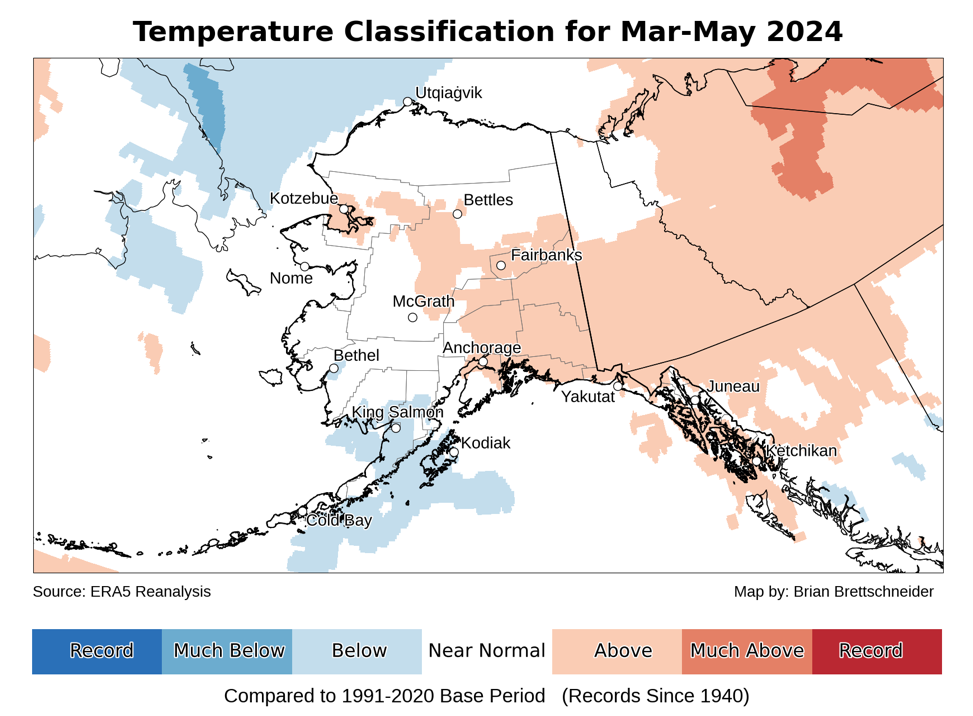 Temperature Classification for Mar-May 2024
Utqiaġvik
Kotzebue
Bettles
Fairbanks
Nome
McGrath
Anchorage
Bethel
Juneau
Yakutat
King Salmon
Kodiak
Ketchikan
Cold Bay
Source: ERA5 Reanalysis
Map by: Brian Brettschneider
Record Much Below Below Near Normal Above Much Above Record
Compared to 1991-2020 Base Period (Records Since 1940)